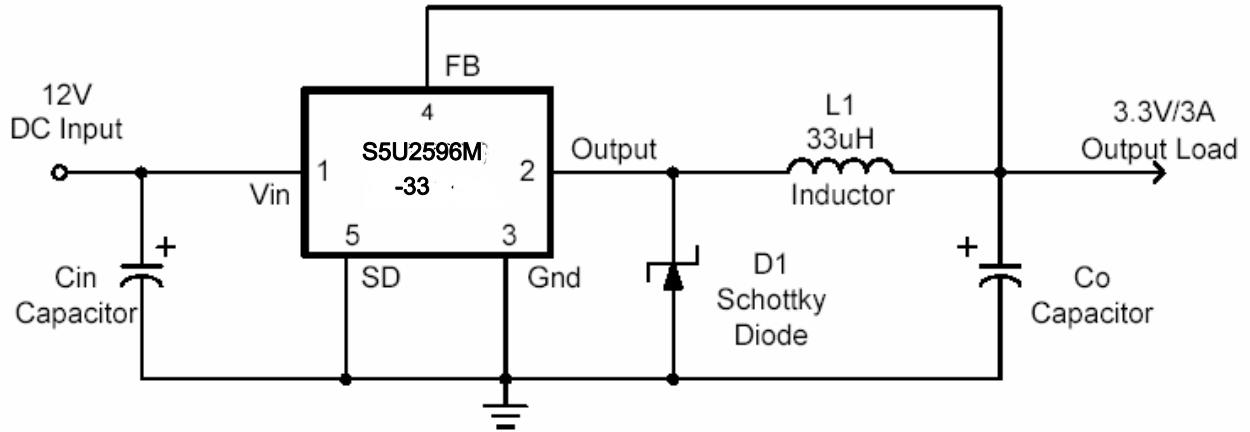 FB
12V
DC Input
4
L1
33uH
Inductor
3.3V/3A
Output Load
S5U2596M
-33
1
2
Output
Vin
5
3
SD
Gnd
+
Cin
Capacitor
D1
Schottky
Diode
+
Co
Capacitor